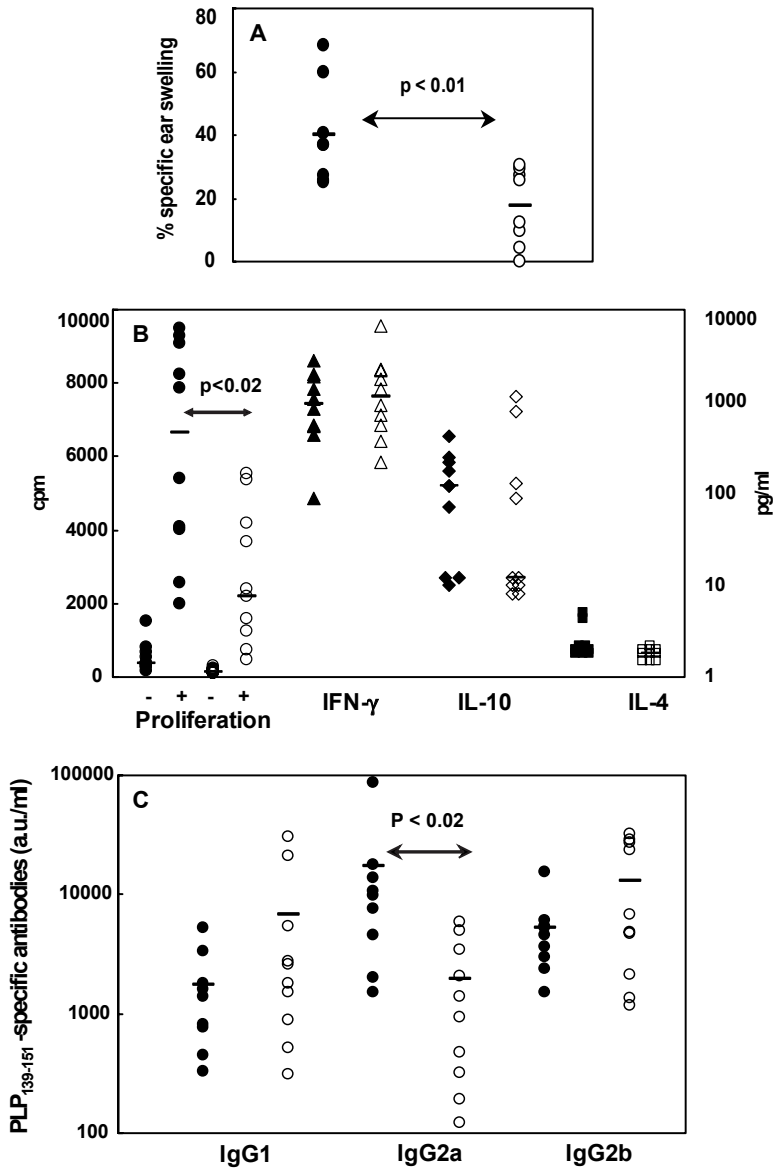 A
80
60
40
20
0
% specific ear swelling
p < 0.01
B
10000
8000
6000
4000
2000
0
cpm
p<0.02
10000
1000
100
10
1
pg/ml
- + - +
Proliferation
IFN-γ
IL-10
IL-4
C
100000
10000
1000
100
PLP139-151 -specific antibodies (a.u./ml)
P < 0.02
IgG1
IgG2a
IgG2b